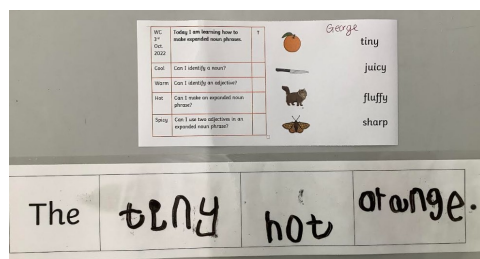 George
WC
3rd
Oct
2022
Today I am learning how to
make expanded noun phrases.
?
Cool Can I identify a noun?
Warm Can I identify an adjective?
Hot Can I make an expanded noun
phrase?
Spicy Can I use two adjectives in an
expanded noun phrase?
tiny
juicy
fluffy
sharp
The tiny hot orange.